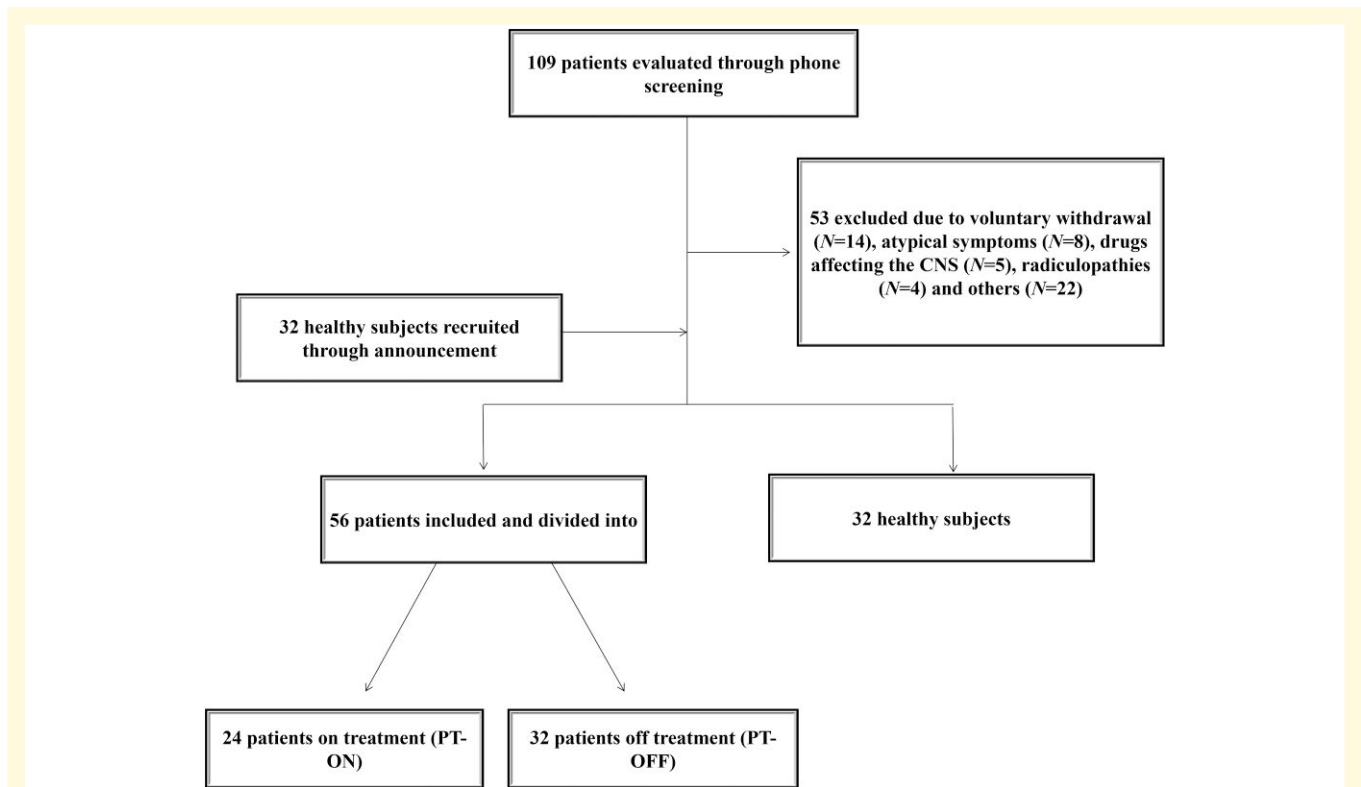 109 patients evaluated through phone
screening
53 excluded due to voluntary withdrawal
(N=14), atypical symptoms (N=8), drugs
affecting the CNS (N=5), radiculopathies
(N=4) and others (N=22)
32 healthy subjects recruited
through announcement
56 patients included and divided into
32 healthy subjects
24 patients on treatment (PT-
ON)
32 patients off treatment (PT-
OFF)